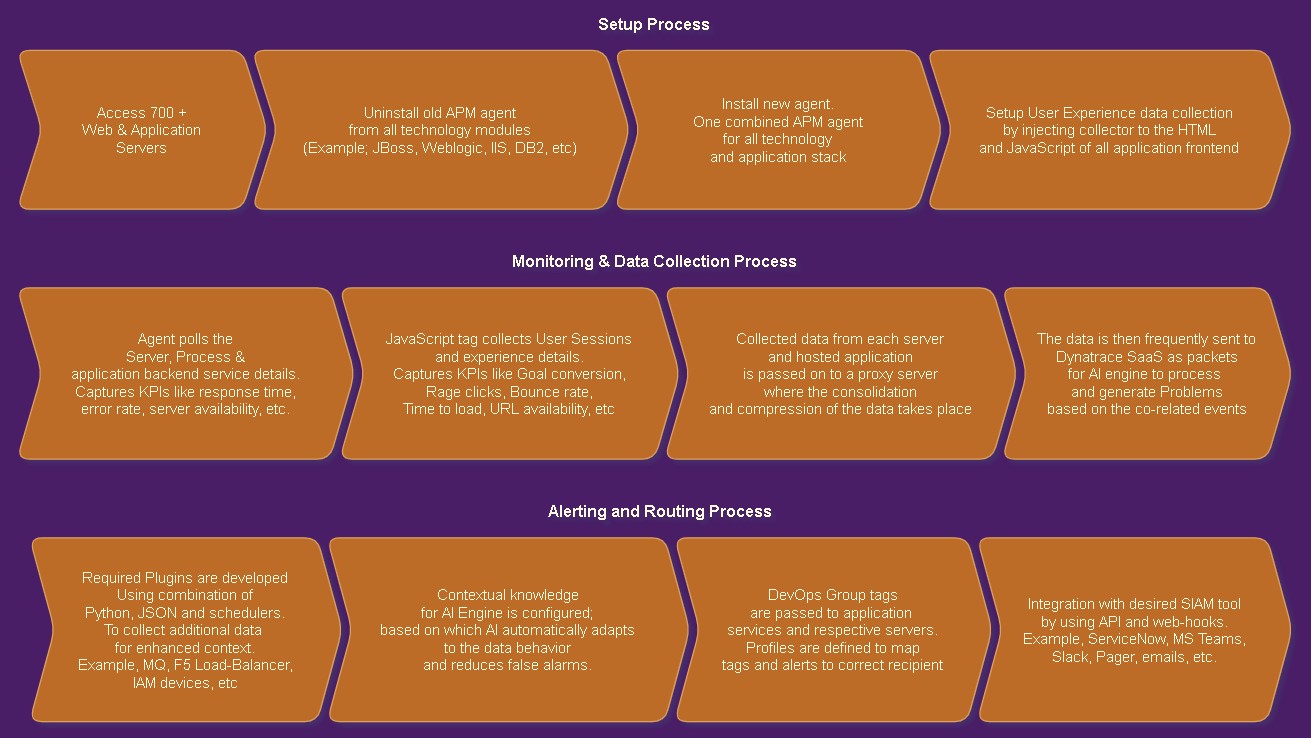 Setup Process
Access 700 +
Web & Application
Servers
Uninstall old APM agent
from all technology modules
(Example; JBoss, Weblogic, IIS, DB2, etc)
Install new agent.
One combined APM agent
for all technology
and application stack
Setup User Experience data collection
by injecting collector to the HTML
and JavaScript of all application frontend
Monitoring & Data Collection Process
Agent polls the
Server, Process &
application backend service details.
Captures KPIs like response time,
error rate, server availability, etc.
JavaScript tag collects User Sessions
and experience details.
Captures KPIs like Goal conversion,
Rage clicks, Bounce rate,
Time to load, URL availability, etc
Collected data from each server
and hosted application
is passed on to a proxy server
where the consolidation
and compression of the data takes place
The data is then frequently sent to
Dynatrace SaaS as packets
for AI engine to process
and generate Problems
based on the co-related events
Alerting and Routing Process
Required Plugins are developed
Using combination of
Python, JSON and schedulers.
To collect additional data
for enhanced context.
Example, MQ, F5 Load-Balancer,
IAM devices, etc
Contextual knowledge
for AI Engine is configured;
based on which AI automatically adapts
to the data behavior
and reduces false alarms.
DevOps Group tags
are passed to application
services and respective servers.
Profiles are defined to map
tags and alerts to correct recipient
Integration with desired SIAM tool
by using API and web-hooks.
Example, ServiceNow, MS Teams,
Slack, Pager, emails, etc.